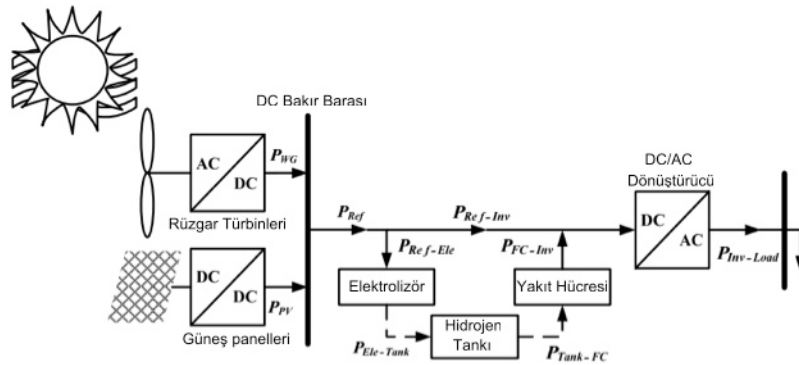 DC Bakır Barası
AC
DC
P_WG
Rüzgar Türbinleri
DC
DC
P_PV
Güneş panelleri
P_Ref
P_Ref-Ele
P_Ref-Inv
P_FC-Inv
Elektrolizör
Yakıt Hücresi
P_Ele-Tank
Hidrojen
Tankı
P_Tank-FC
DC/AC
Dönüştürücü
DC
AC
P_Inv-Load